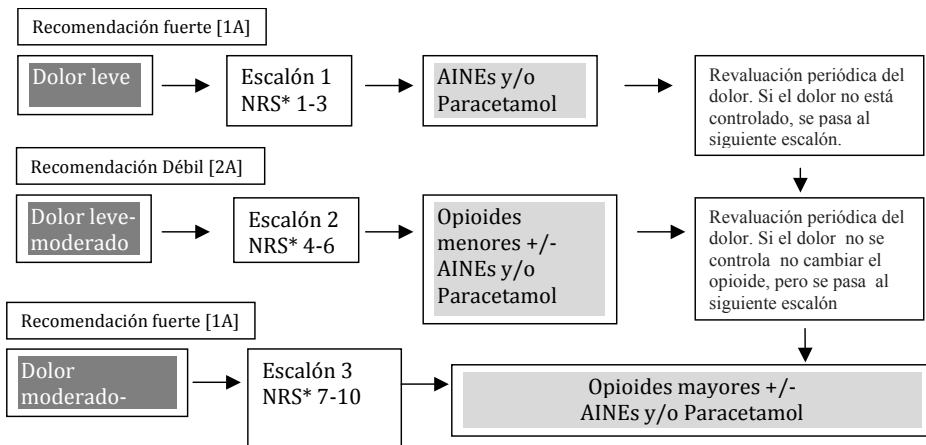 Recomendación fuerte [1A]
Dolor leve
Escalón 1
NRS* 1-3
AINEs y/o
Paracetamol
Revaluación periódica del
dolor. Si el dolor no está
controlado, se pasa al
siguiente escalón.
Recomendación Débil [2A]
Dolor leve-
moderado
Escalón 2
NRS* 4-6
Opioides
menores +/-
AINEs y/o
Paracetamol
Revaluación periódica del
dolor. Si el dolor no se
controla no cambiar el
opioide, pero se pasa al
siguiente escalón
Recomendación fuerte [1A]
Dolor
moderado-
Escalón 3
NRS* 7-10
Opioides mayores +/-
AINEs y/o Paracetamol